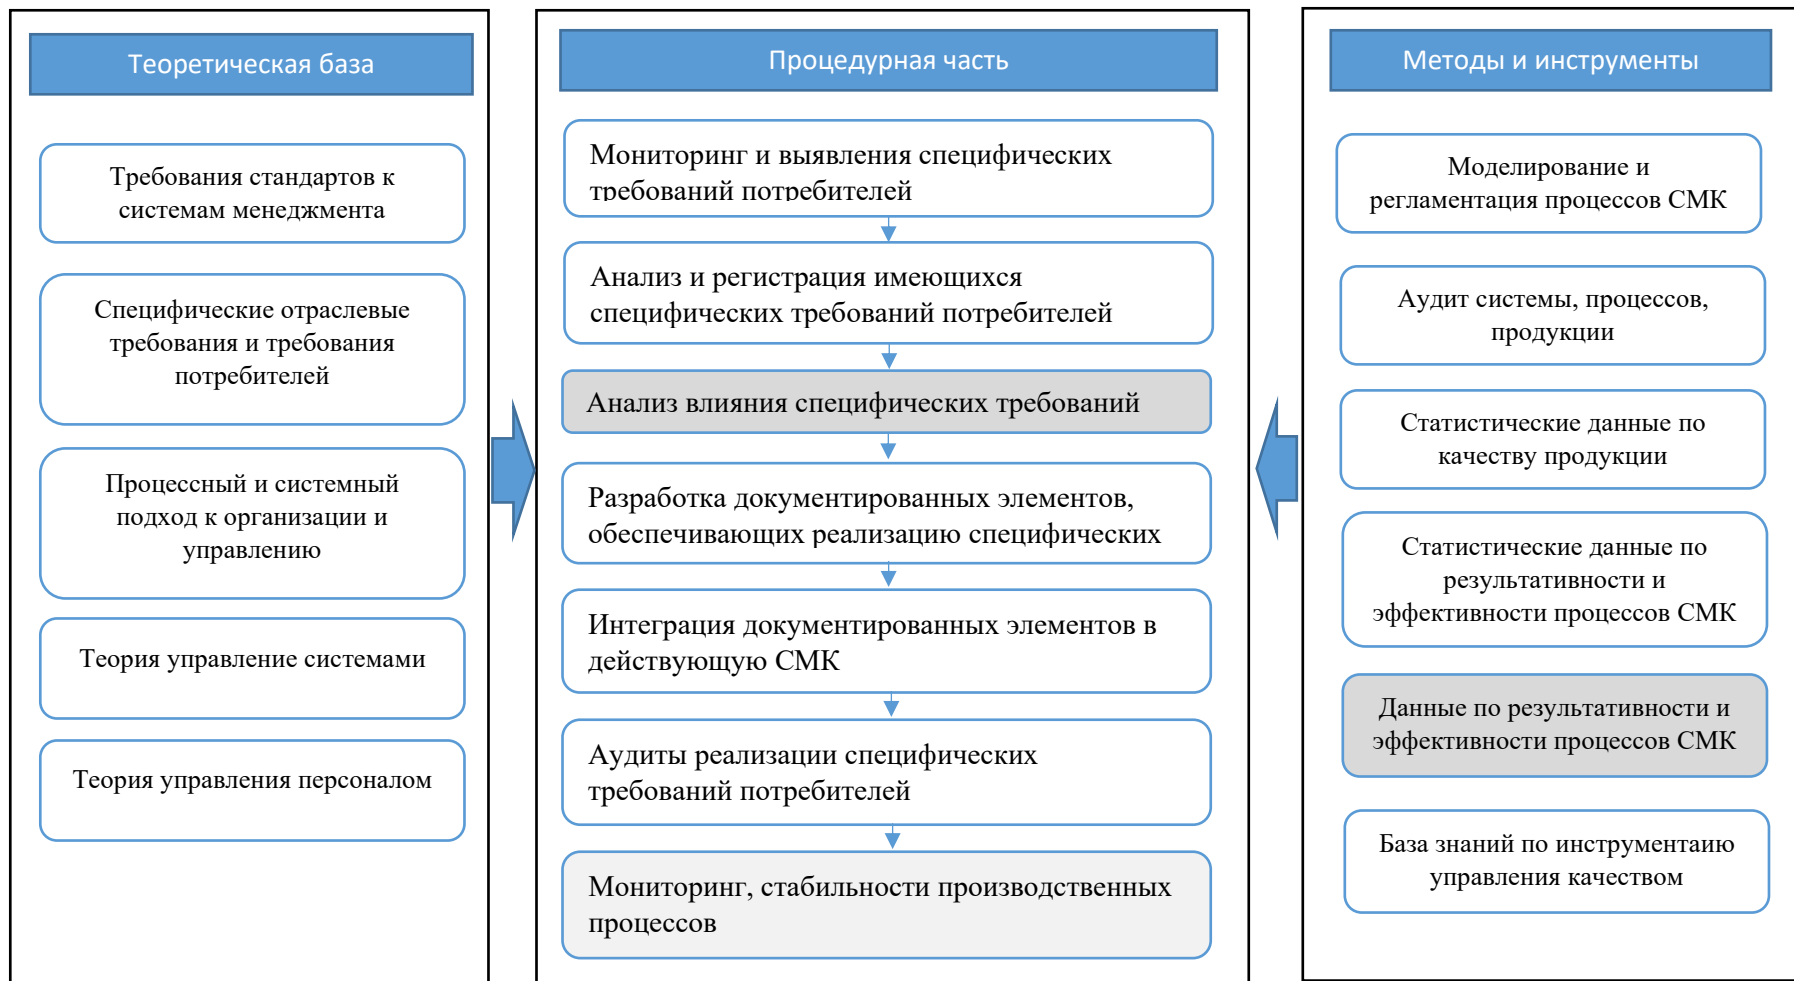 Теоретическая база
Требования стандартов к
системам менеджмента
Специфические отраслевые
требования и требования
потребителей
Процессный и системный
подход к организации и
управлению
Теория управление системами
Теория управления персоналом
Процедурная часть
Мониторинг и выявления специфических
требований потребителей
Анализ и регистрация имеющихся
специфических требований потребителей
Анализ влияния специфических требований
Разработка документированных элементов,
обеспечивающих реализацию специфических
Интеграция документированных элементов в
действующую СМК
Аудиты реализации специфических
требований потребителей
Мониторинг, стабильности производственных
процессов
Методы и инструменты
Моделирование и
регламентация процессов СМК
Аудит системы, процессов,
продукции
Статистические данные по
качеству продукции
Статистические данные по
результативности и
эффективности процессов СМК
Данные по результативности и
эффективности процессов СМК
База знаний по инструментаию
управления качеством